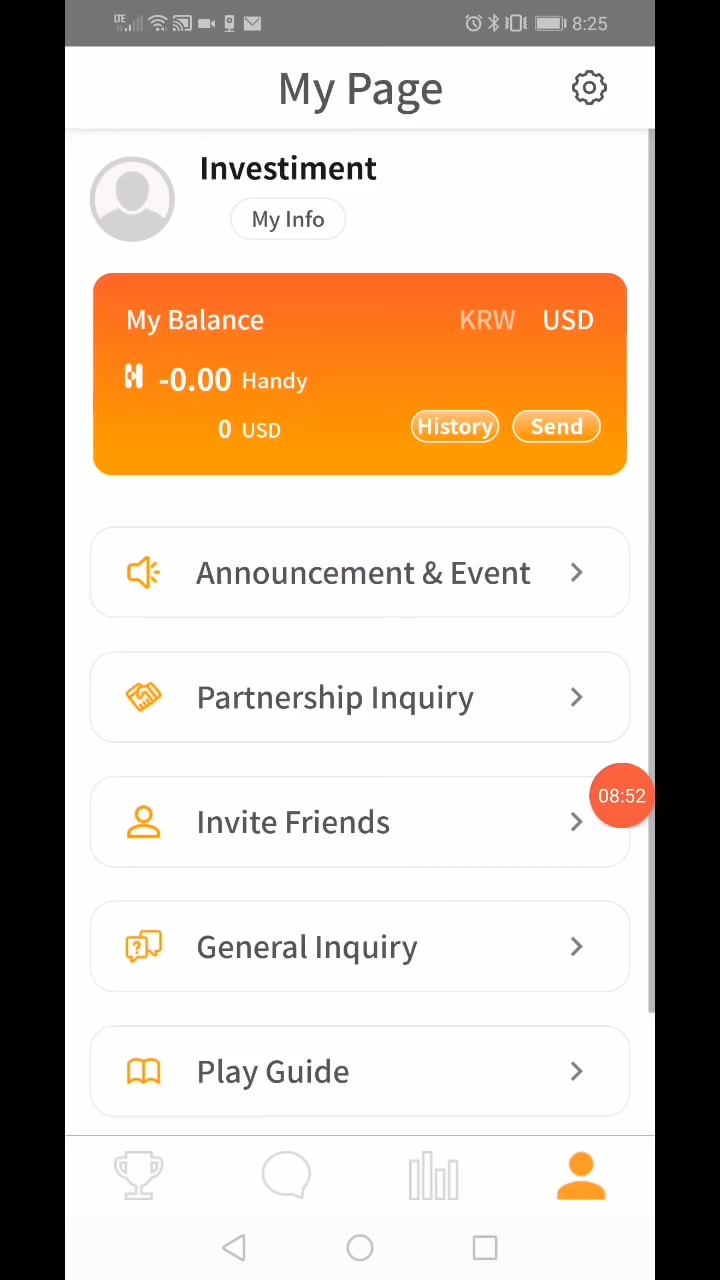 LTE 8:25
My Page
Investiment
My Info
My Balance KRW USD
-0.00 Handy
0 USD History Send
Announcement & Event
Partnership Inquiry
08:52
Invite Friends
General Inquiry
Play Guide